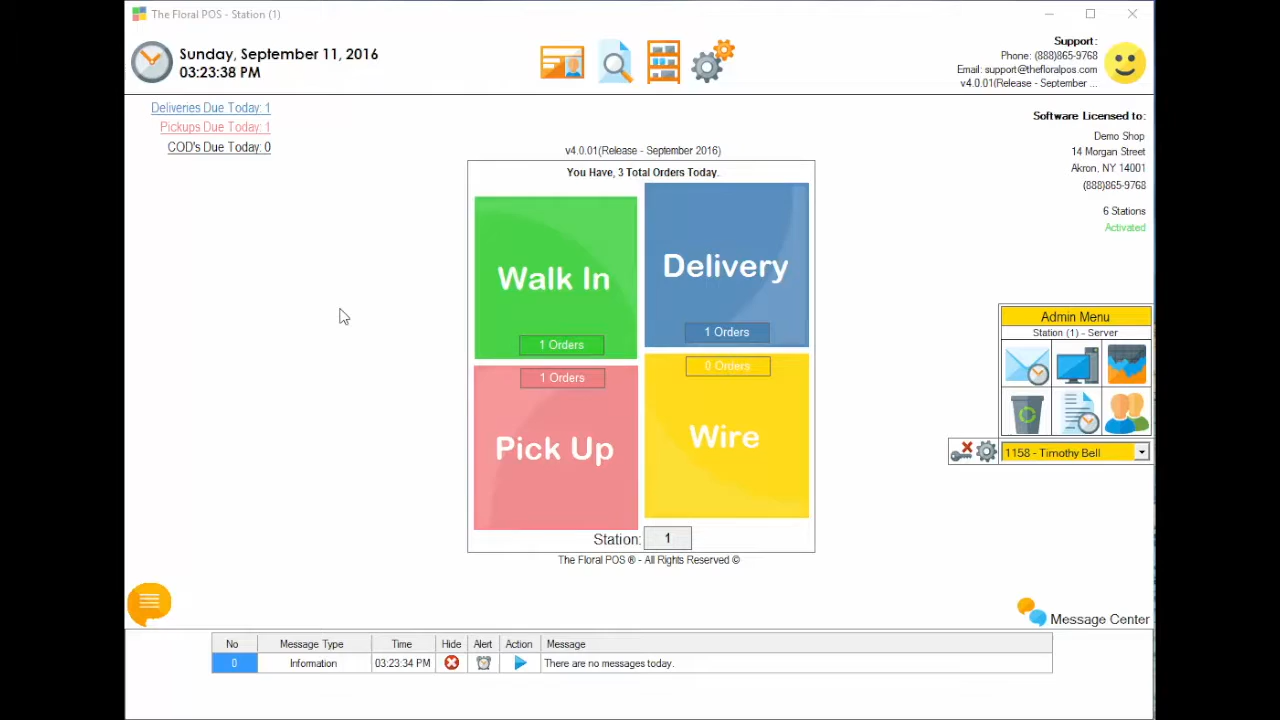 The Floral POS - Station (1)
Sunday, September 11, 2016
03:23:38 PM
Support:
Phone: (888)865-9768
Email: support@thefloralpos.com
v4.0.01(Release - September ...
Deliveries Due Today: 1
Pickups Due Today: 1
COD's Due Today: 0
Software Licensed to:
Demo Shop
14 Morgan Street
Akron, NY 14001
(888)865-9768
6 Stations
Activated
v4.0.01(Release - September 2016)
You Have, 3 Total Orders Today.
Walk In
1 Orders
Delivery
1 Orders
1 Orders
Pick Up
0 Orders
Wire
Station: 1
The Floral POS ® - All Rights Reserved ©
Admin Menu
Station (1) - Server
1158 - Timothy Bell
Message Center
No Message Type Time Hide Alert Action Message
0 Information 03:23:34 PM There are no messages today.